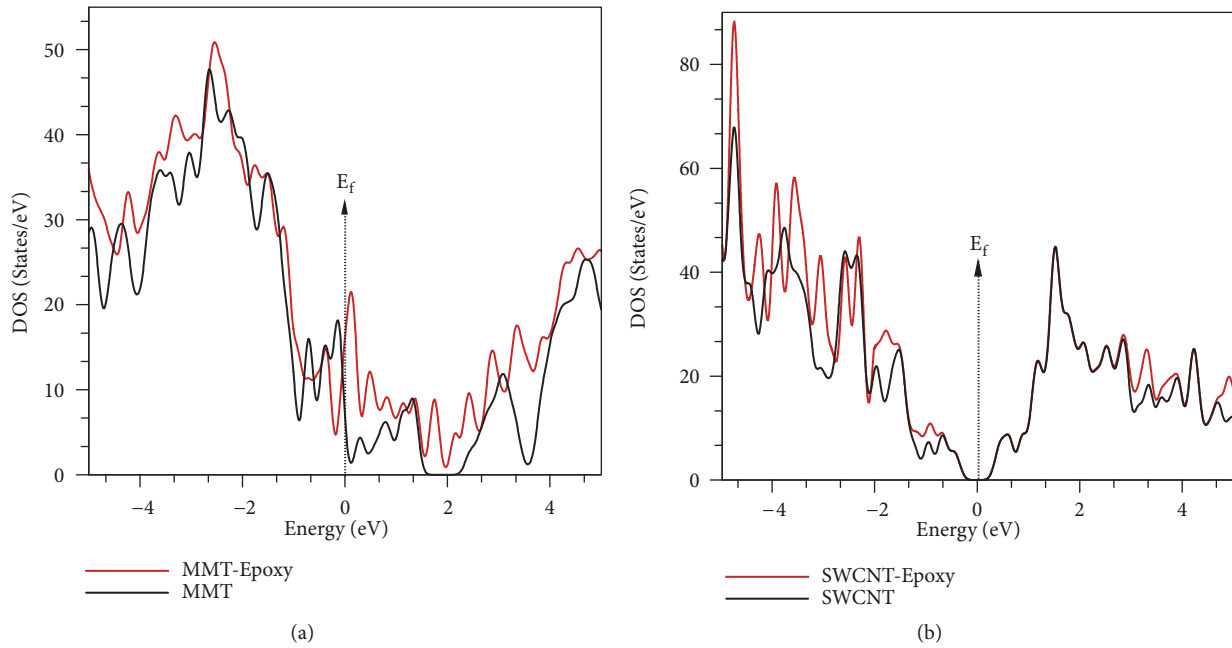 50
40
30
20
10
0
DOS (States/eV)
E_f
−4
−2
0
2
4
Energy (eV)
MMT-Epoxy
MMT
(a)
80
60
40
20
0
DOS (States/eV)
E_f
−4
−2
0
2
4
Energy (eV)
SWCNT-Epoxy
SWCNT
(b)